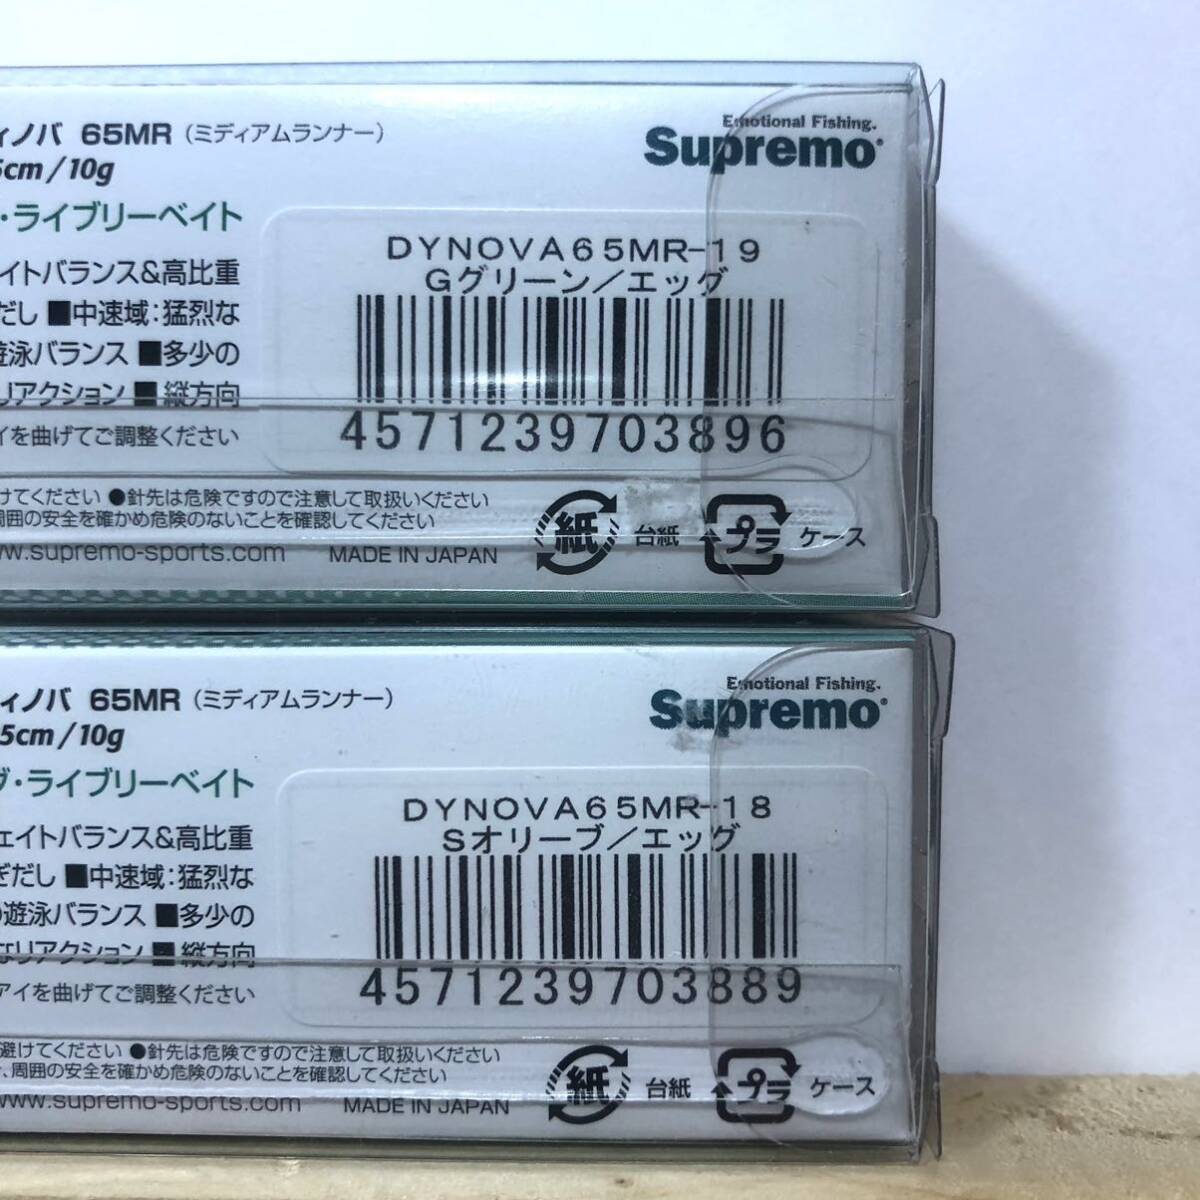 ィノバ 65MR（ミディアムランナー）
5cm/10g
・ライブリーベイト
イトバランス&高比重
だし ■中速域：猛烈な
遊泳バランス ■多少の
リアクション ■縦方向
イを曲げてご調整ください
Emotional Fishing.
Supremo
DYNOVA65MR-19
Gグリーン／エッグ
4571239703896
けてください ●針先は危険ですので注意して取扱いください
周囲の安全を確かめ危険のないことを確認してください
www.supremo-sports.com MADE IN JAPAN
紙 台紙 プラ ケース
ィノバ 65MR（ミディアムランナー）
5cm/10g
グ・ライブリーベイト
ェイトバランス&高比重
ぎだし ■中速域：猛烈な
の遊泳バランス ■多少の
なリアクション ■縦方向
アイを曲げてご調整ください
Emotional Fishing.
Supremo
DYNOVA65MR-18
Sオリーブ／エッグ
4571239703889
避けてください ●針先は危険ですので注意して取扱いください
、周囲の安全を確かめ危険のないことを確認してください
www.supremo-sports.com MADE IN JAPAN
紙 台紙 プラ ケース